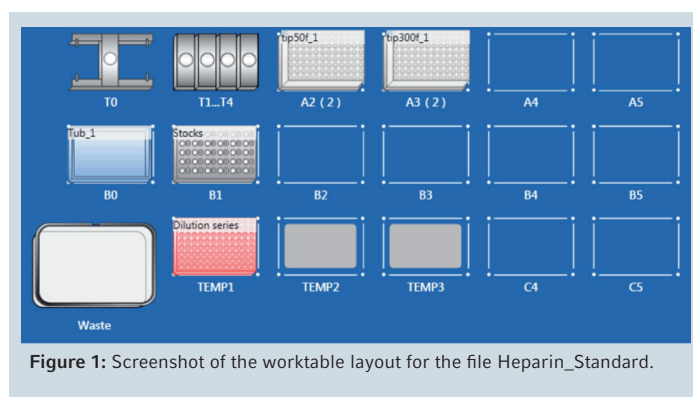 tip50f_1 tip300f_1
T0 T1...T4 A2 ( 2 ) A3 ( 2 ) A4 A5
Tub_1 Stocks
B0 B1 B2 B3 B4 B5
Dilution series
TEMP1 TEMP2 TEMP3 C4 C5
Waste
Figure 1: Screenshot of the worktable layout for the file Heparin_Standard.